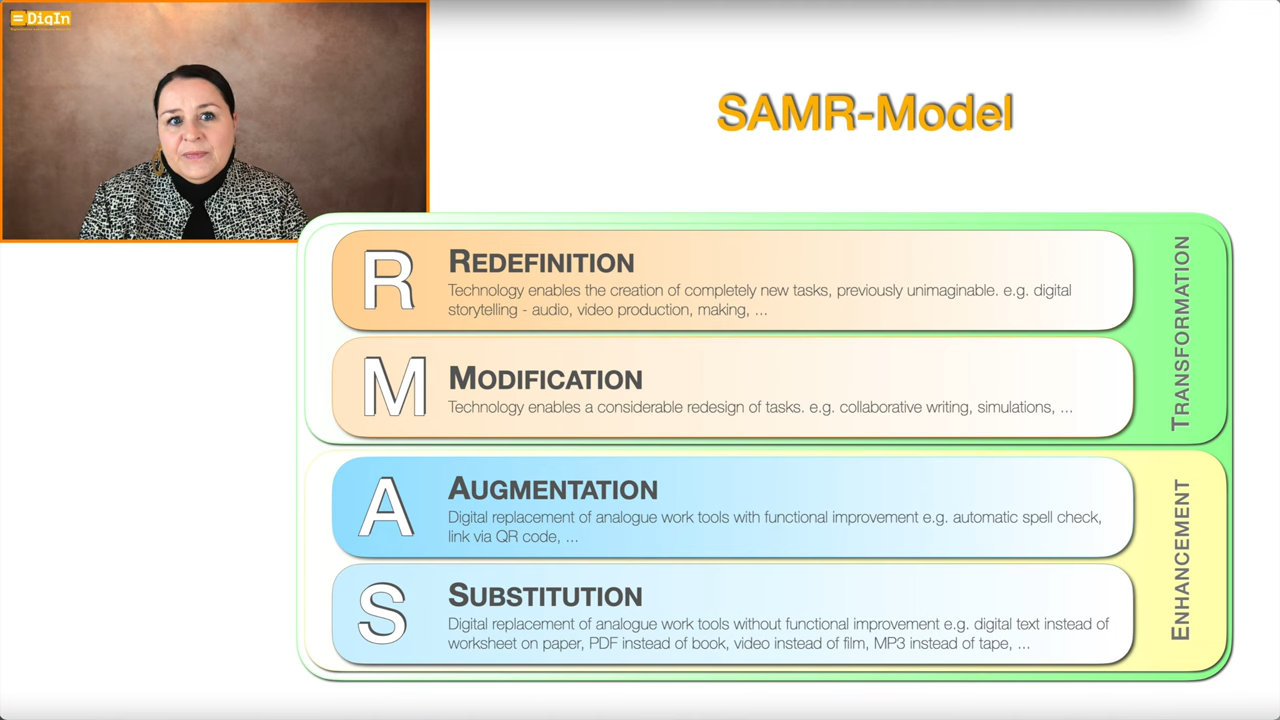 DigIn
SAMR-Model
R
REDEFINITION
Technology enables the creation of completely new tasks, previously unimaginable. e.g. digital
storytelling - audio, video production, making, ...
M
MODIFICATION
Technology enables a considerable redesign of tasks. e.g. collaborative writing, simulations, ...
TRANSFORMATION
A
AUGMENTATION
Digital replacement of analogue work tools with functional improvement e.g. automatic spell check,
link via QR code, ...
S
SUBSTITUTION
Digital replacement of analogue work tools without functional improvement e.g. digital text instead of
worksheet on paper, PDF instead of book, video instead of film, MP3 instead of tape, ...
ENHANCEMENT